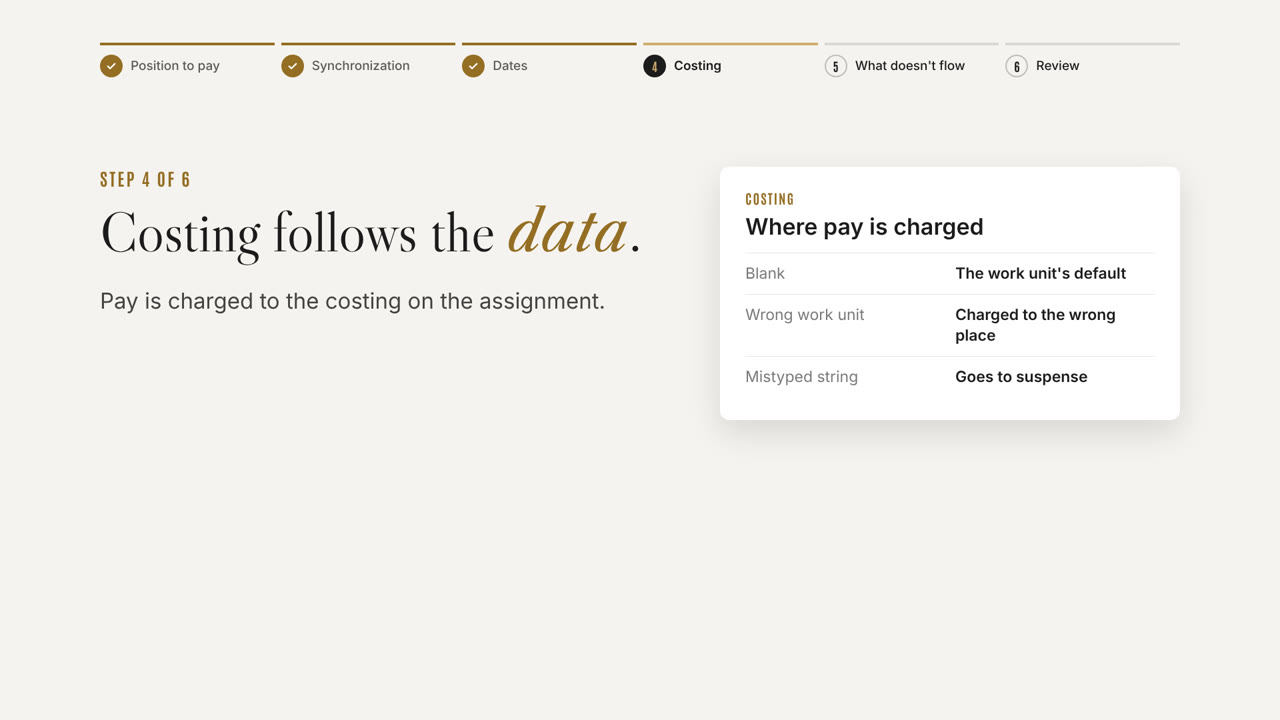 Position to pay
Synchronization
Dates
4 Costing
5 What doesn't flow
6 Review
STEP 4 OF 6
Costing follows the data.
Pay is charged to the costing on the assignment.
COSTING
Where pay is charged
Blank The work unit's default
Wrong work unit Charged to the wrong
place
Mistyped string Goes to suspense